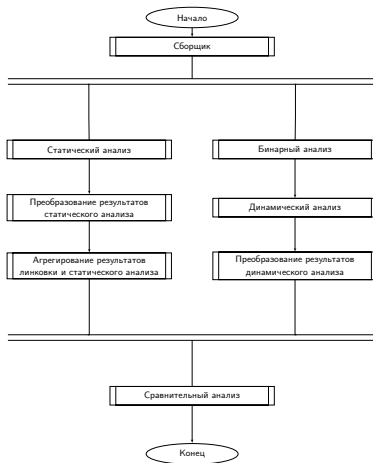 Начало
Сборщик
Статический анализ
Бинарный анализ
Преобразование результатов
статического анализа
Динамический анализ
Агрегирование результатов
линковки и статического анализа
Преобразование результатов
динамического анализа
Сравнительный анализ
Конец